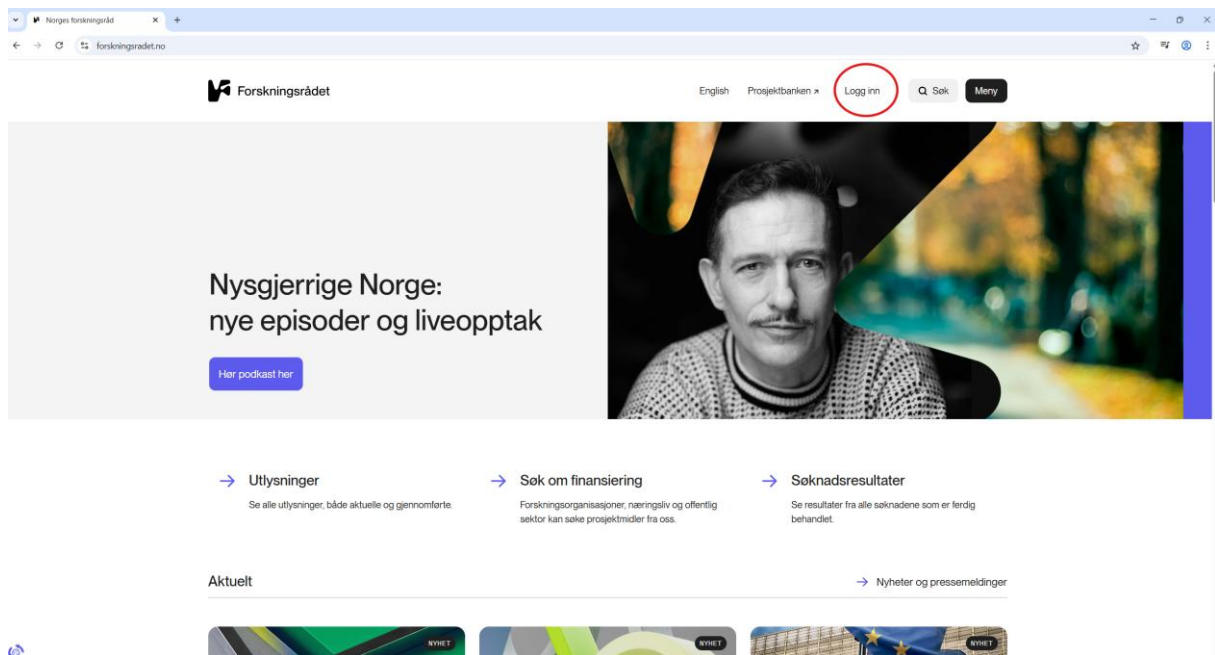 Norges forskningsråd
forskningsradet.no
Forskningsrådet
English Prosjektbanken Logg inn Søk Meny
Nysgjerrige Norge:
nye episoder og liveopptak
Hør podkast her
Utlysninger
Se alle utlysninger, både aktuelle og gjennomførte.
Søk om finansiering
Forskningsorganisasjoner, næringsliv og offentlig
sektor kan søke prosjektmidler fra oss.
Søknadsresultater
Se resultater fra alle søknadene som er ferdig
behandlet.
Aktuelt
Nyheter og pressemeldinger
NYHET
NYHET
NYHET